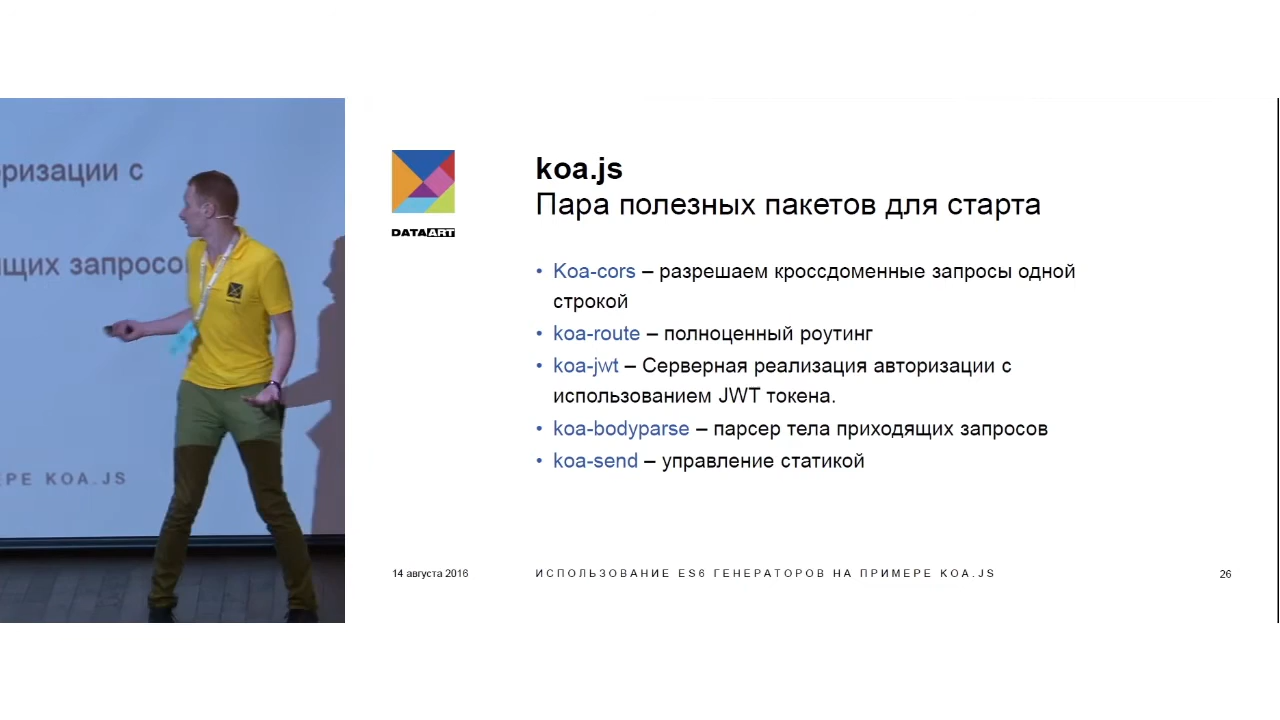 оризации с
щих запросо
РЕ KOA.JS
DATAART
koa.js
Пара полезных пакетов для старта
• Koa-cors – разрешаем кроссдоменные запросы одной
строкой
• koa-route – полноценный роутинг
• koa-jwt – Серверная реализация авторизации с
использованием JWT токена.
• koa-bodyparse – парсер тела приходящих запросов
• koa-send – управление статикой
14 августа 2016
ИСПОЛЬЗОВАНИЕ ES6 ГЕНЕРАТОРОВ НА ПРИМЕРЕ KOA.JS
26